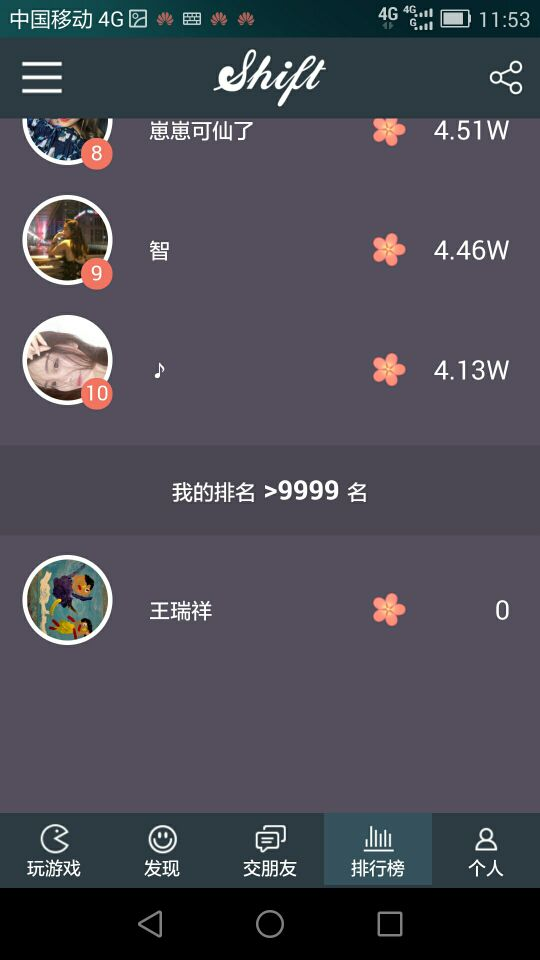 中国移动 4G 4G 4G G 11:53
Shift
崽崽可仙了 4.51W
8
智 4.46W
9
♪ 4.13W
10
我的排名 >9999 名
王瑞祥 0
玩游戏 发现 交朋友 排行榜 个人